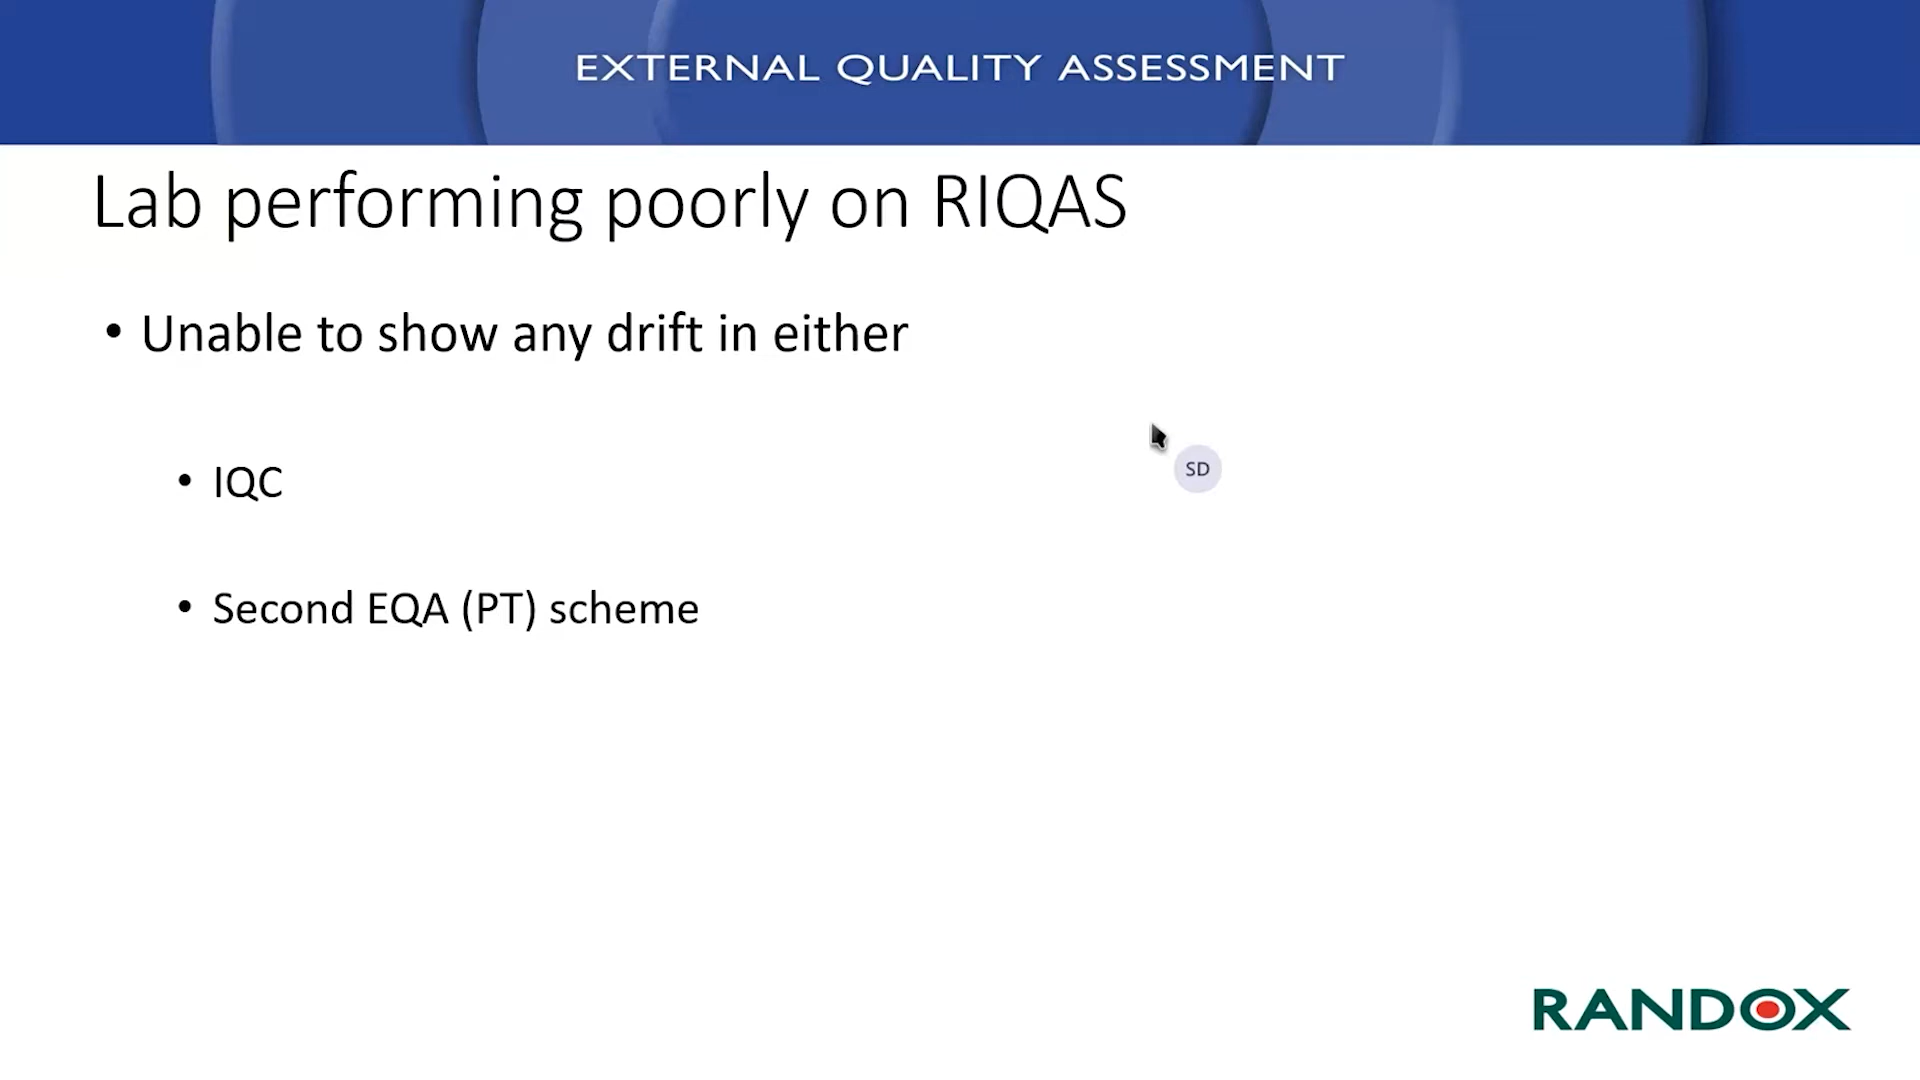 EXTERNAL QUALITY ASSESSMENT
Lab performing poorly on RIQAS
• Unable to show any drift in either
• IQC
SD
• Second EQA (PT) scheme
RANDOX